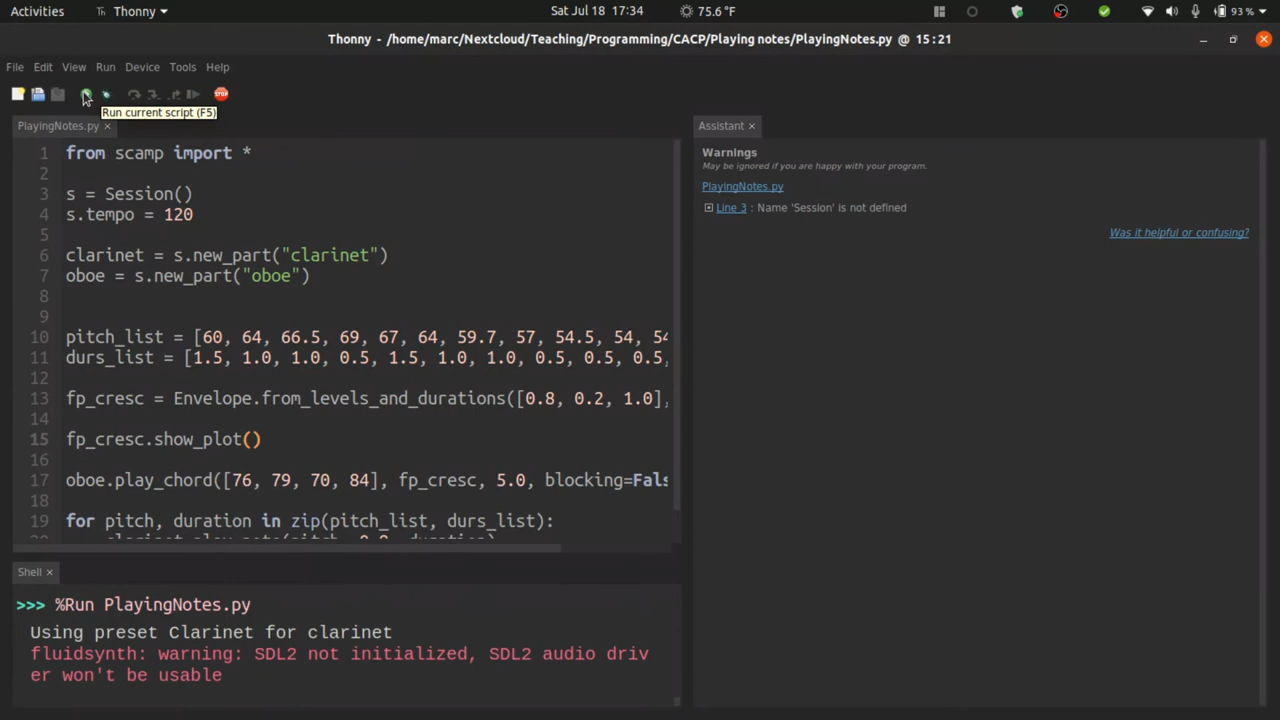 Activities
Thonny
Sat Jul 18 17:34
75.6 °F
93 %
Thonny - /home/marc/Nextcloud/Teaching/Programming/CACP/Playing notes/PlayingNotes.py @ 15:21
File Edit View Run Device Tools Help
STOP
Run current script (F5)
PlayingNotes.py
1 from scamp import *
2
3 s = Session()
4 s.tempo = 120
5
6 clarinet = s.new_part("clarinet")
7 oboe = s.new_part("oboe")
8
9
10 pitch_list = [60, 64, 66.5, 69, 67, 64, 59.7, 57, 54.5, 54, 54
11 durs_list = [1.5, 1.0, 1.0, 0.5, 1.5, 1.0, 1.0, 0.5, 0.5, 0.5,
12
13 fp_cresc = Envelope.from_levels_and_durations([0.8, 0.2, 1.0],
14
15 fp_cresc.show_plot()
16
17 oboe.play_chord([76, 79, 70, 84], fp_cresc, 5.0, blocking=Fals
18
19 for pitch, duration in zip(pitch_list, durs_list):
Assistant
Warnings
May be ignored if you are happy with your program.
PlayingNotes.py
Line 3 : Name 'Session' is not defined
Was it helpful or confusing?
Shell
>>> %Run PlayingNotes.py
Using preset Clarinet for clarinet
fluidsynth: warning: SDL2 not initialized, SDL2 audio driv
er won't be usable